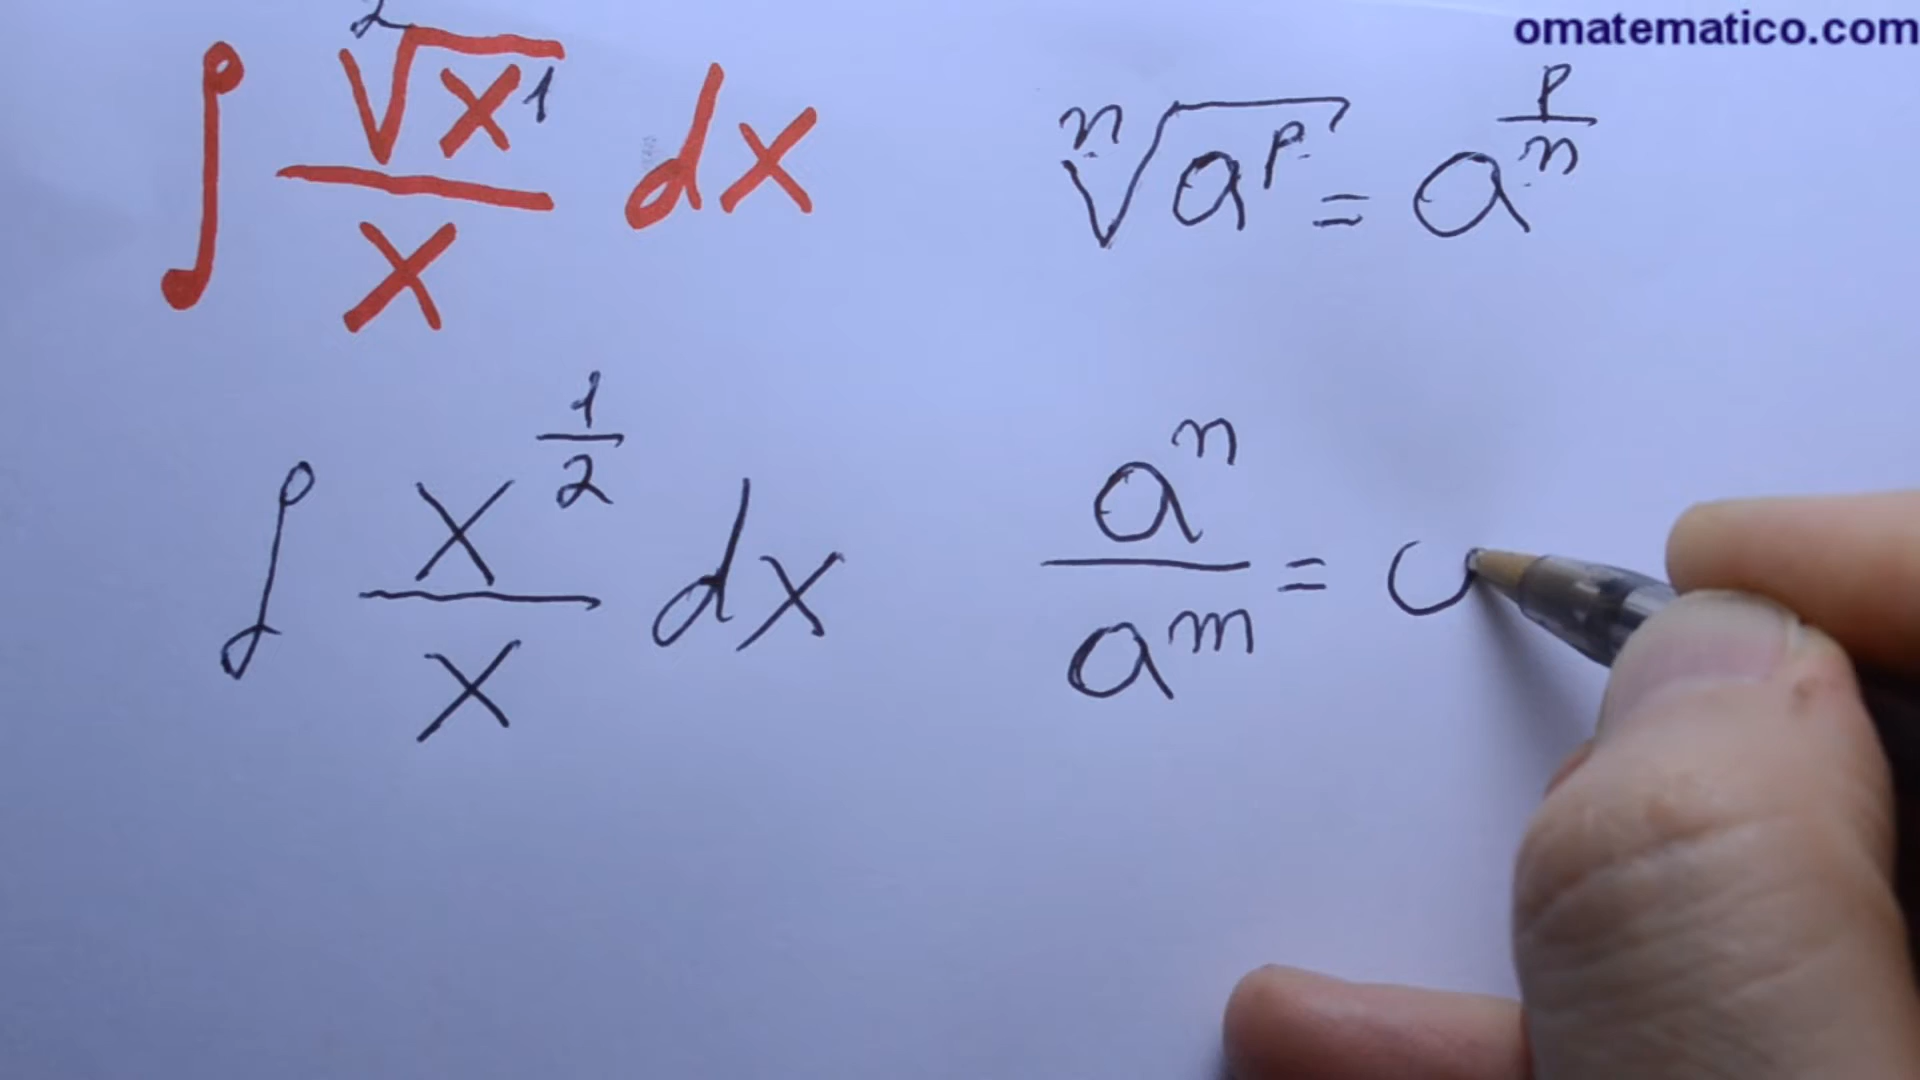 omatematico.com
∫ ²√x¹ / x dx
ⁿ√aᵖ = a^(p/n)
∫ x^(1/2) / x dx
aⁿ / aᵐ =